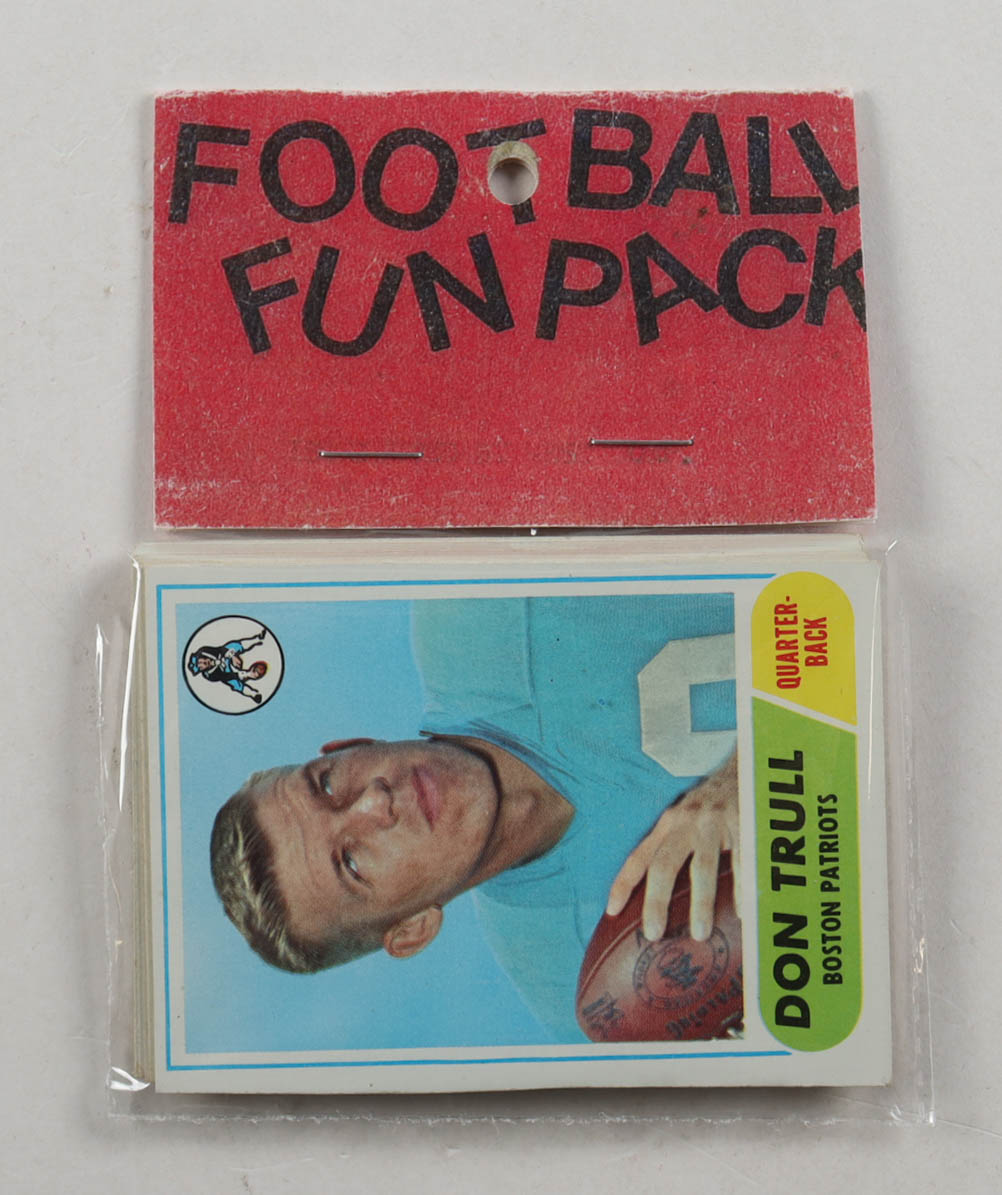 FOOTBALL
FUN PACK
QUARTER-
BACK
DON TRULL
BOSTON PATRIOTS